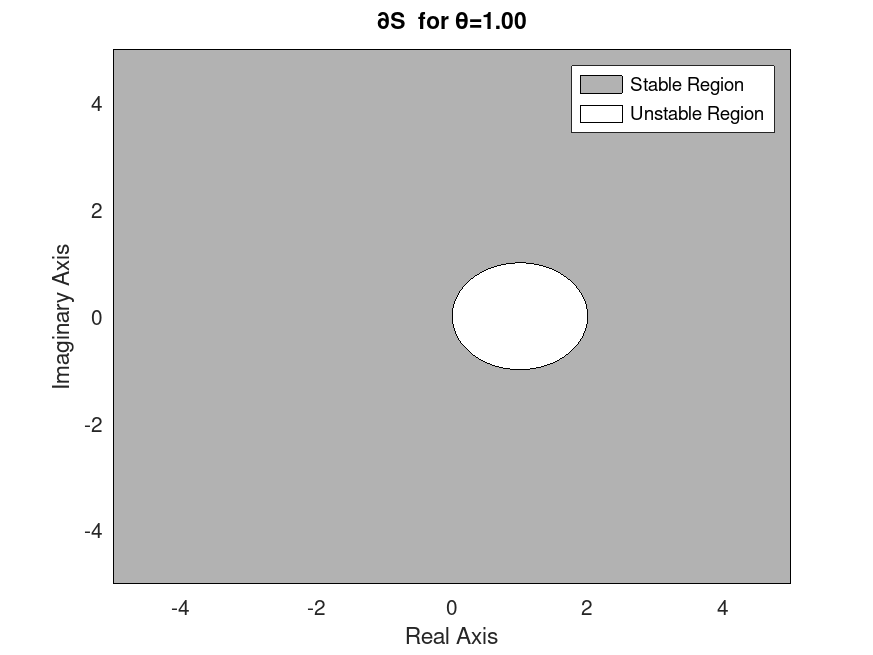 ∂S for θ=1.00
Stable Region
Unstable Region
4
2
0
-2
-4
Imaginary Axis
-4
-2
0
2
4
Real Axis